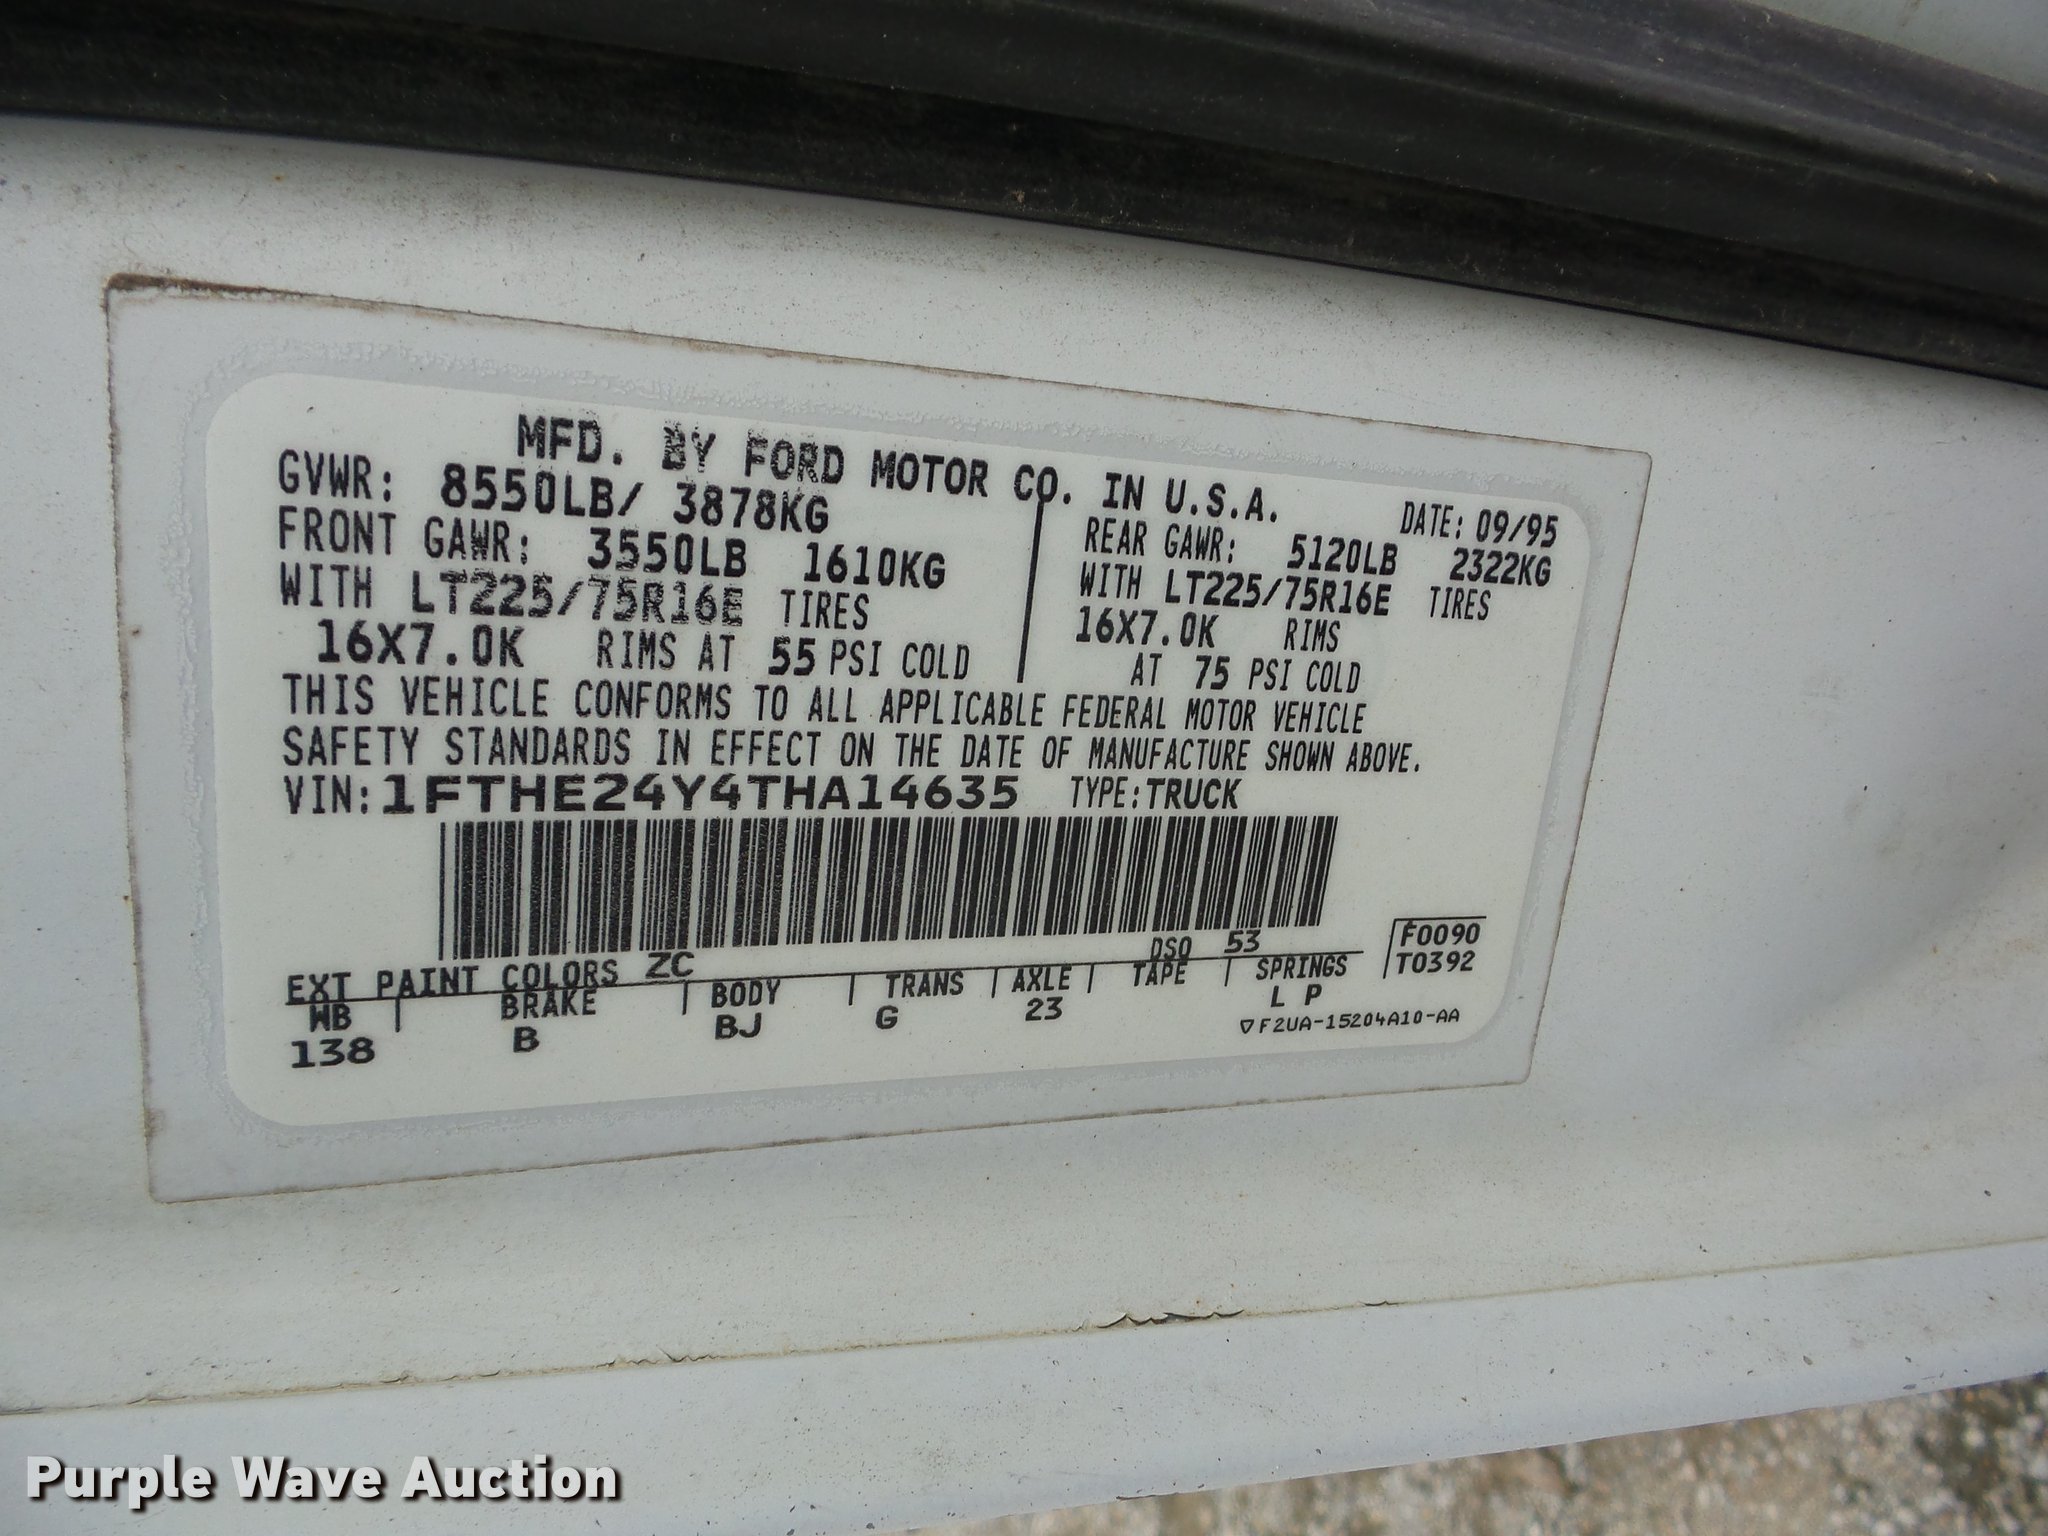 MFD. BY FORD MOTOR CO. IN U.S.A.
GVWR: 8550LB/ 3878KG DATE: 09/95
FRONT GAWR: 3550LB 1610KG REAR GAWR: 5120LB 2322KG
WITH LT225/75R16E TIRES WITH LT225/75R16E TIRES
16X7.0K RIMS AT 55 PSI COLD 16X7.0K RIMS
AT 75 PSI COLD
THIS VEHICLE CONFORMS TO ALL APPLICABLE FEDERAL MOTOR VEHICLE
SAFETY STANDARDS IN EFFECT ON THE DATE OF MANUFACTURE SHOWN ABOVE.
VIN: 1FTHE24Y4THA14635 TYPE: TRUCK
F0090
EXT PAINT COLORS ZC DSO 53 T0392
WB BRAKE BODY TRANS AXLE TAPE SPRINGS
138 B BJ G 23 L P
▽F2UA-15204A10-AA
Purple Wave Auction